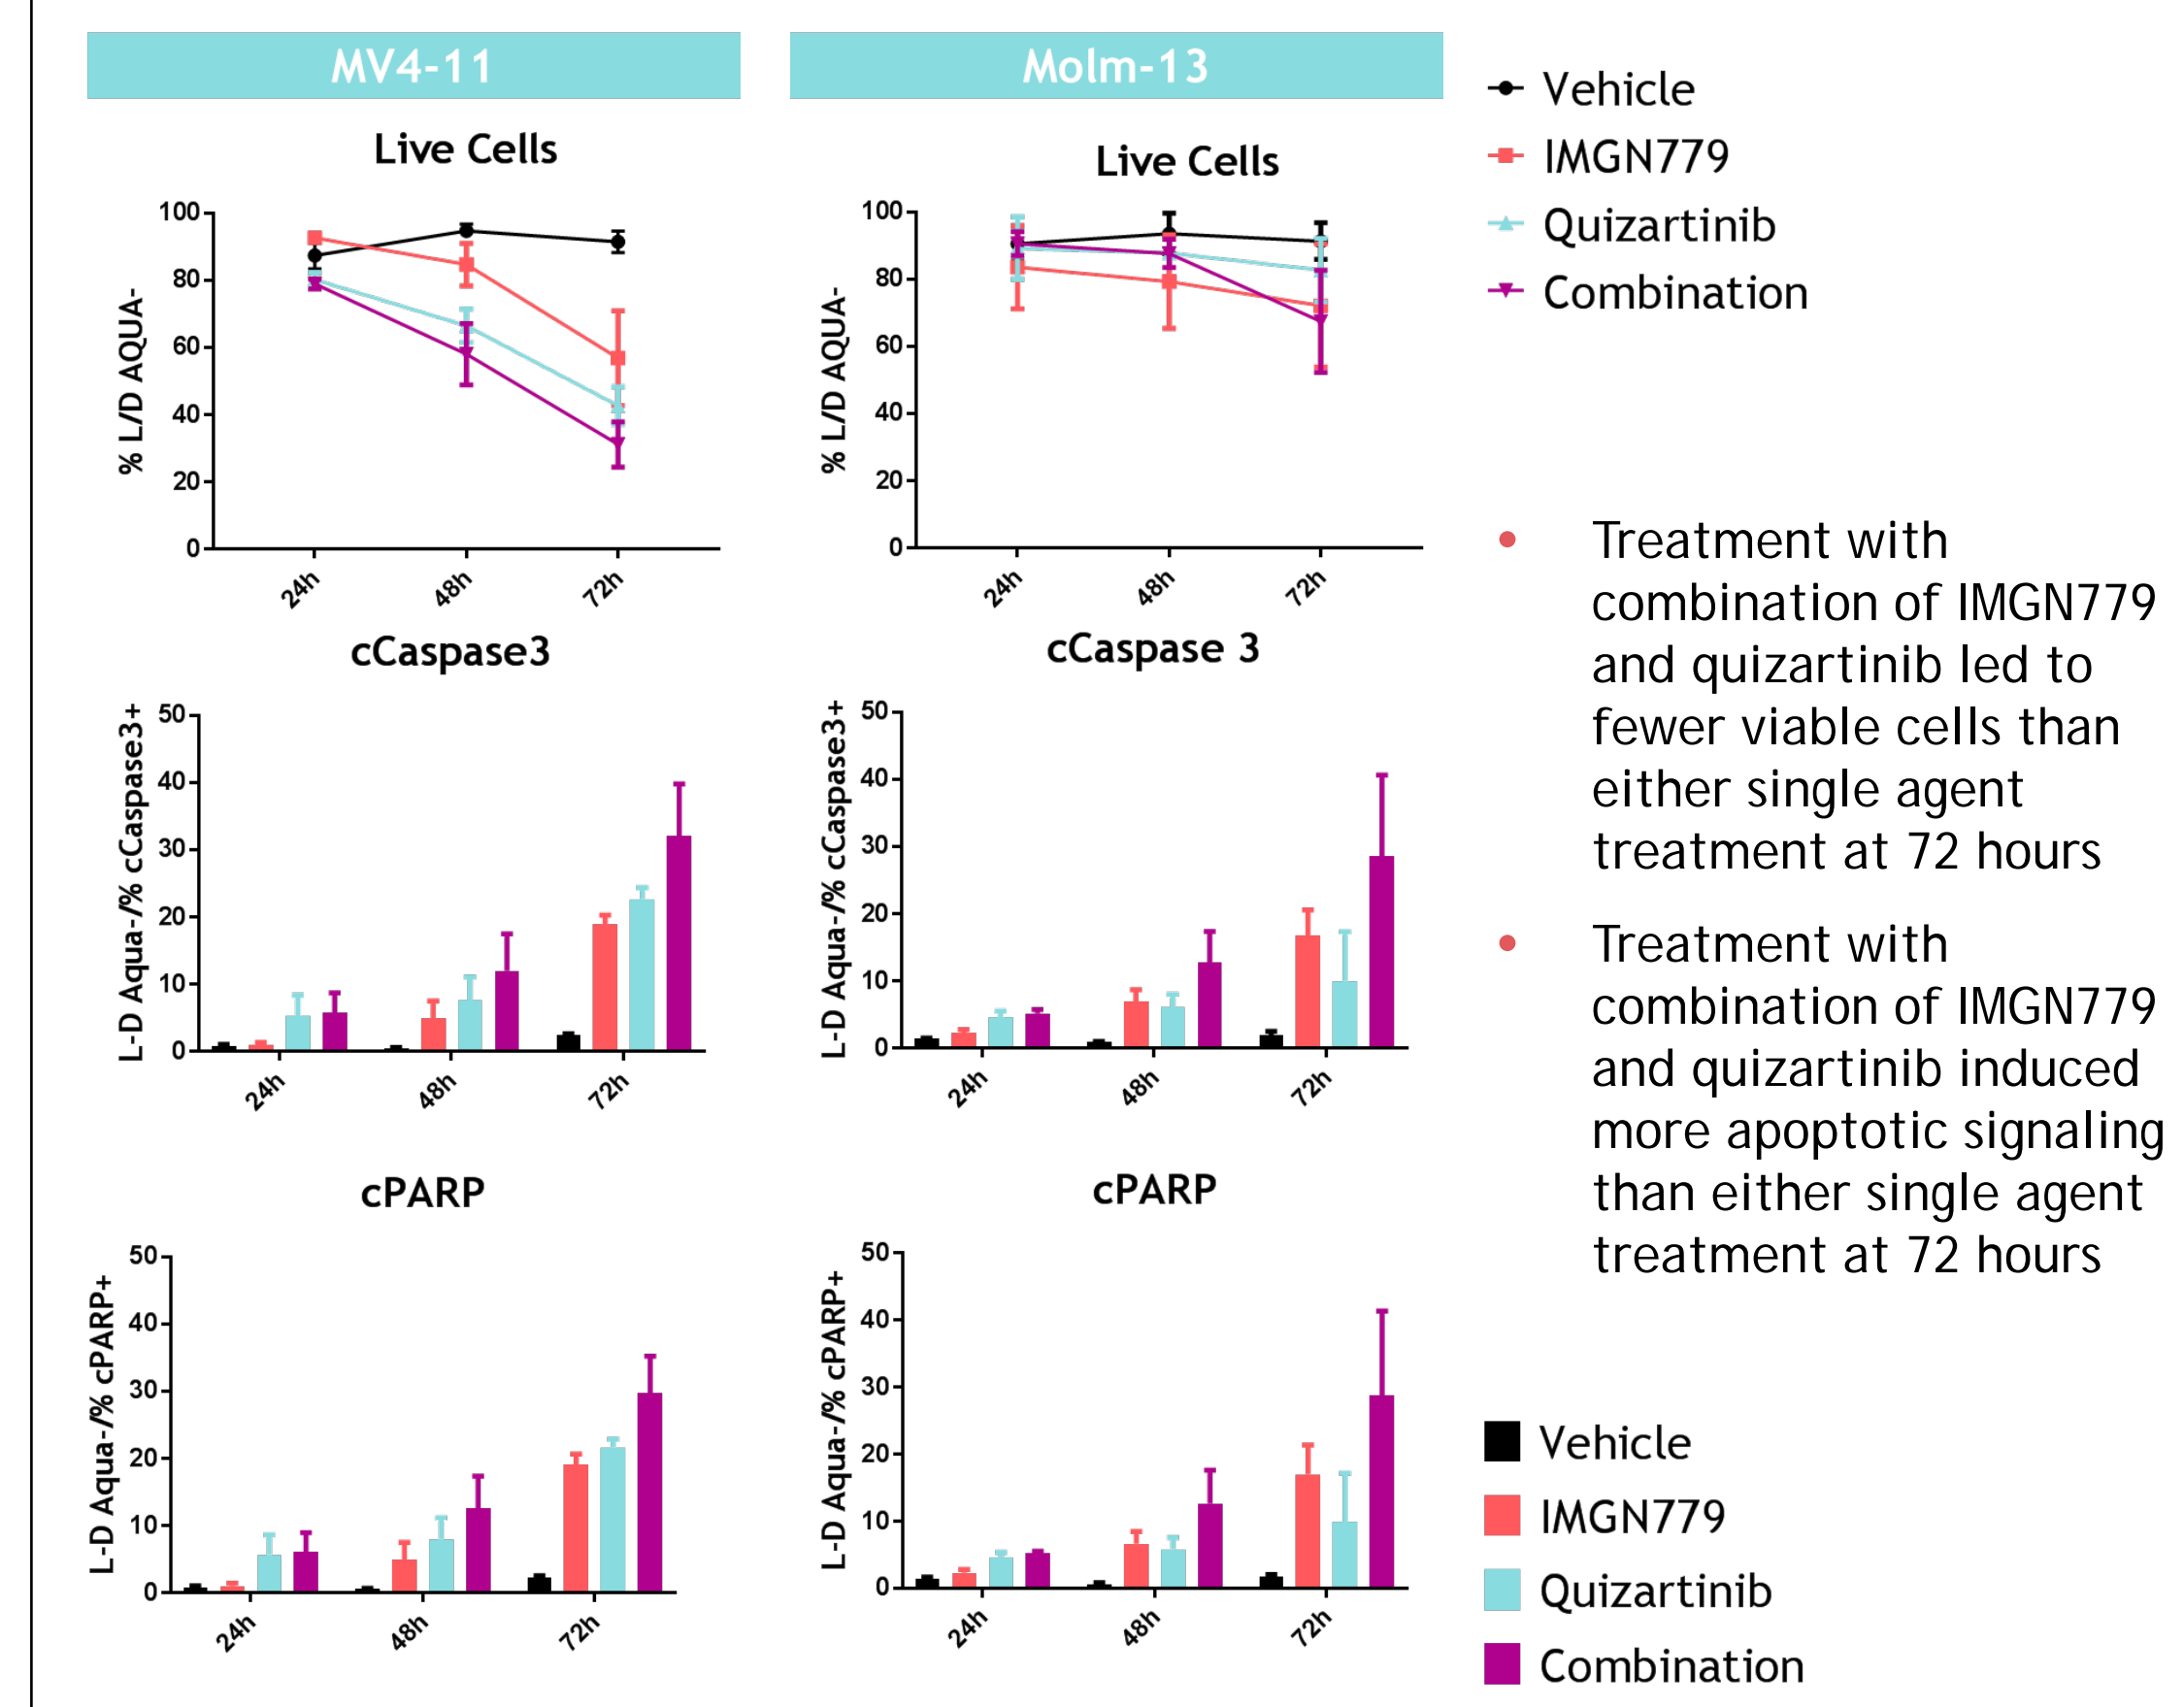 MV4-11
Live Cells
% L/D AQUA-
100
80
60
40
20
0
24h
48h
72h
cCaspase3
L-D Aqua-/% cCaspase3+
50
40
30
20
10
0
24h
48h
72h
cPARP
L-D Aqua-/% cPARP+
50
40
30
20
10
0
24h
48h
72h
Molm-13
Live Cells
% L/D AQUA-
100
80
60
40
20
0
24h
48h
72h
cCaspase 3
L-D Aqua-/% cCaspase3+
50
40
30
20
10
0
24h
48h
72h
cPARP
L-D Aqua-/% cPARP+
50
40
30
20
10
0
24h
48h
72h
Vehicle
IMGN779
Quizartinib
Combination
• Treatment with
combination of IMGN779
and quizartinib led to
fewer viable cells than
either single agent
treatment at 72 hours
• Treatment with
combination of IMGN779
and quizartinib induced
more apoptotic signaling
than either single agent
treatment at 72 hours
Vehicle
IMGN779
Quizartinib
Combination